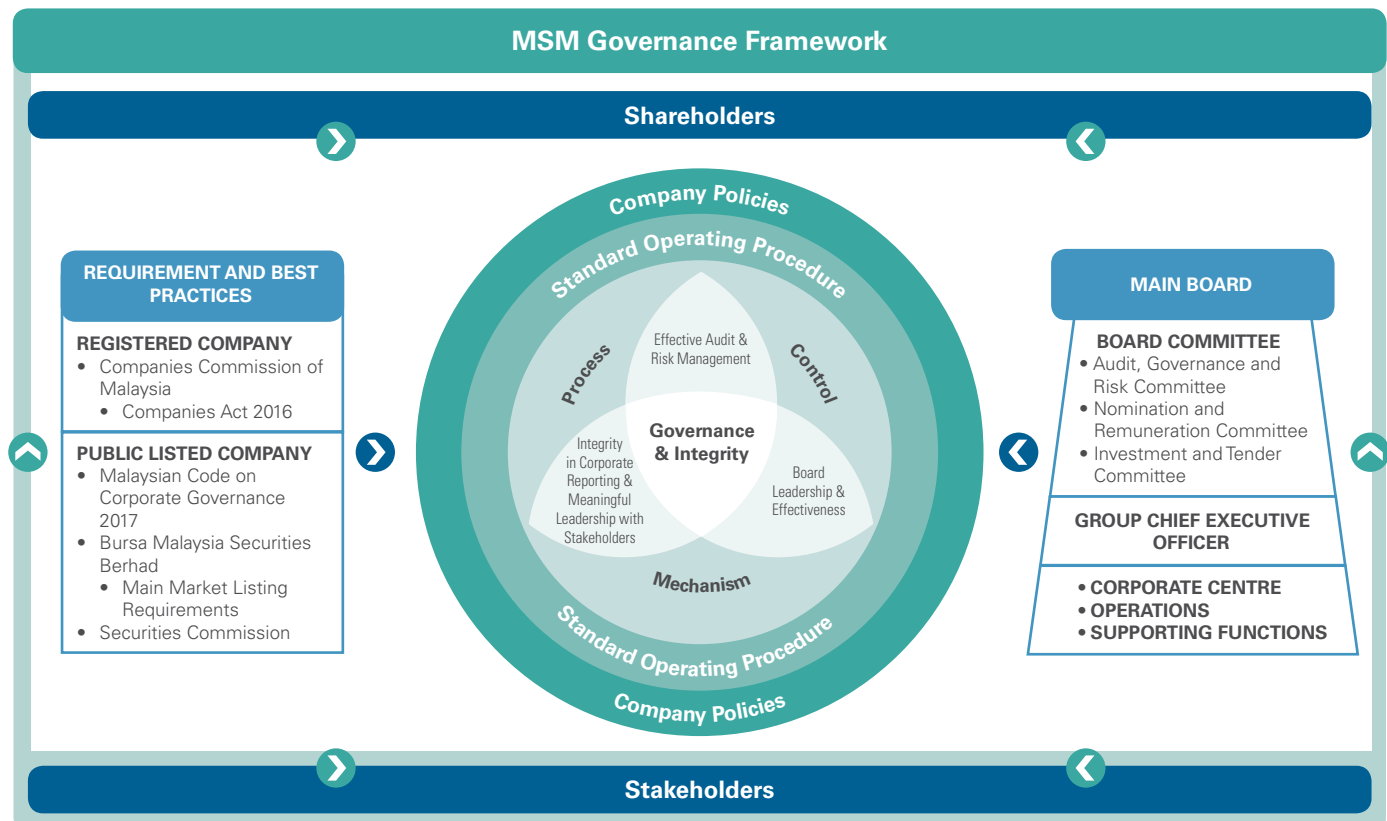 MSM Governance Framework
Shareholders
REQUIREMENT AND BEST
PRACTICES
REGISTERED COMPANY
• Companies Commission of
Malaysia
• Companies Act 2016
PUBLIC LISTED COMPANY
• Malaysian Code on
Corporate Governance
2017
• Bursa Malaysia Securities
Berhad
• Main Market Listing
Requirements
• Securities Commission
Company Policies
Standard Operating Procedure
Process
Effective Audit &
Risk Management
Control
Governance
& Integrity
Integrity
in Corporate
Reporting &
Meaningful
Leadership with
Stakeholders
Board
Leadership &
Effectiveness
Mechanism
Standard Operating Procedure
Company Policies
MAIN BOARD
BOARD COMMITTEE
• Audit, Governance and
Risk Committee
• Nomination and
Remuneration Committee
• Investment and Tender
Committee
GROUP CHIEF EXECUTIVE
OFFICER
• CORPORATE CENTRE
• OPERATIONS
• SUPPORTING FUNCTIONS
Stakeholders